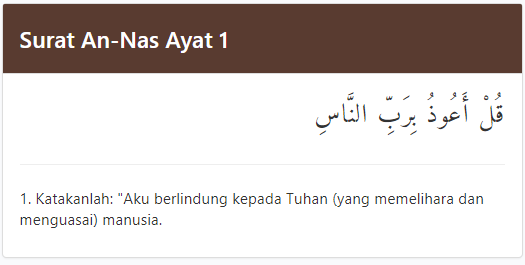 Surat An-Nas Ayat 1
قُلْ أَعُوذُ بِرَبِّ النَّاسِ
1. Katakanlah: "Aku berlindung kepada Tuhan (yang memelihara dan
menguasai) manusia.